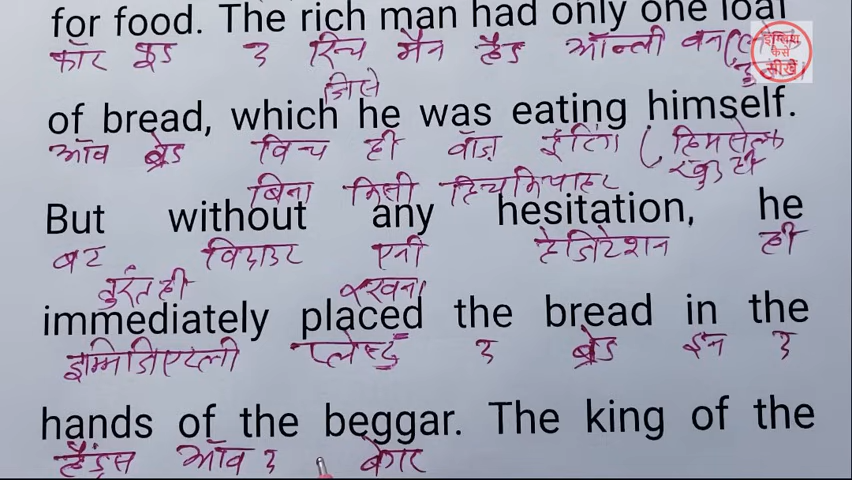 for food. The rich man had only one loaf
फॉर फूड द रिच मैन हैड ऑन्ली वन
इंग्लिश कैसे सीखें
जिसे
of bread, which he was eating himself.
ऑव ब्रेड विच ही वॉज़ ईटिंग (हिमसेल्फ
खुद ही
बिना किसी हिचकिचाहट
But without any hesitation, he
बट विदाउट एनी हेजिटेशन ही
तुरंत ही रखना
immediately placed the bread in the
इम्मिजिएटली प्लेस्ड द ब्रेड इन द
hands of the beggar. The king of the
हैंड्स ऑव द बेगर